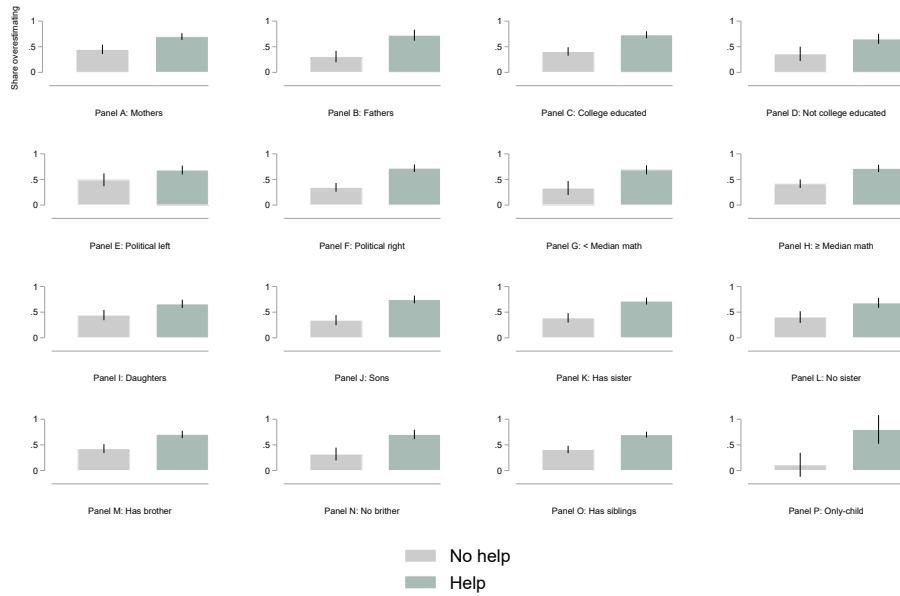 Share overestimating
1
.5
0
1
.5
0
1
.5
0
1
.5
0
Panel A: Mothers
Panel B: Fathers
Panel C: College educated
Panel D: Not college educated
1
.5
0
1
.5
0
1
.5
0
1
.5
0
Panel E: Political left
Panel F: Political right
Panel G: < Median math
Panel H: ≥ Median math
1
.5
0
1
.5
0
1
.5
0
1
.5
0
Panel I: Daughters
Panel J: Sons
Panel K: Has sister
Panel L: No sister
1
.5
0
1
.5
0
1
.5
0
1
.5
0
Panel M: Has brother
Panel N: No brither
Panel O: Has siblings
Panel P: Only-child
No help
Help